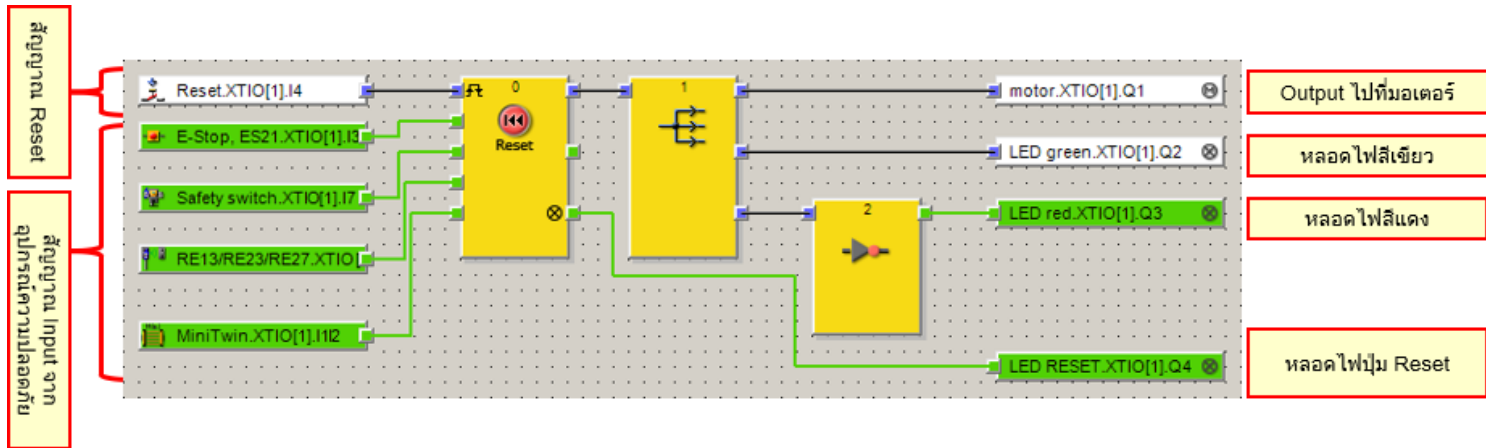 สัญญาณ Reset
สัญญาณ Input จาก
อุปกรณ์ความปลอดภัย
Reset.XTIO[1].I4
E-Stop, ES21.XTIO[1].I3
Safety switch.XTIO[1].I7
RE13/RE23/RE27.XTIO[
MiniTwin.XTIO[1].I1I2
0
Reset
1
2
motor.XTIO[1].Q1
LED green.XTIO[1].Q2
LED red.XTIO[1].Q3
LED RESET.XTIO[1].Q4
Output ไปที่มอเตอร์
หลอดไฟสีเขียว
หลอดไฟสีแดง
หลอดไฟปุ่ม Reset